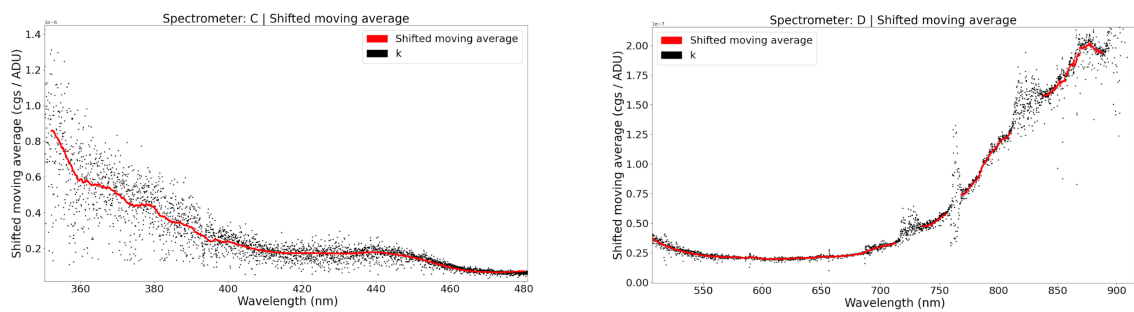 Spectrometer: C | Shifted moving average
1e−6
Shifted moving average (cgs / ADU)
1.4
1.2
1.0
0.8
0.6
0.4
0.2
Shifted moving average
k
360
380
400
420
440
460
480
Wavelength (nm)
Spectrometer: D | Shifted moving average
1e−7
Shifted moving average (cgs / ADU)
2.00
1.75
1.50
1.25
1.00
0.75
0.50
0.25
0.00
Shifted moving average
k
550
600
650
700
750
800
850
900
Wavelength (nm)